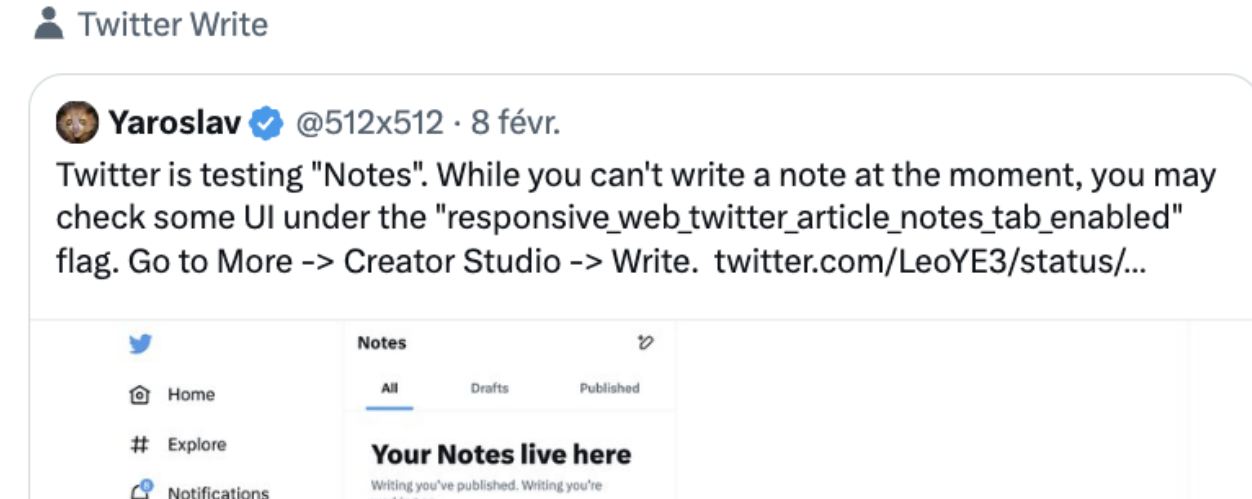 Twitter Write
Yaroslav @512x512 · 8 févr.
Twitter is testing "Notes". While you can't write a note at the moment, you may
check some UI under the "responsive_web_twitter_article_notes_tab_enabled"
flag. Go to More -> Creator Studio -> Write. twitter.com/LeoYE3/status/...
Notes
Home
All Drafts Published
Explore
Your Notes live here
Notifications
Writing you've published. Writing you're